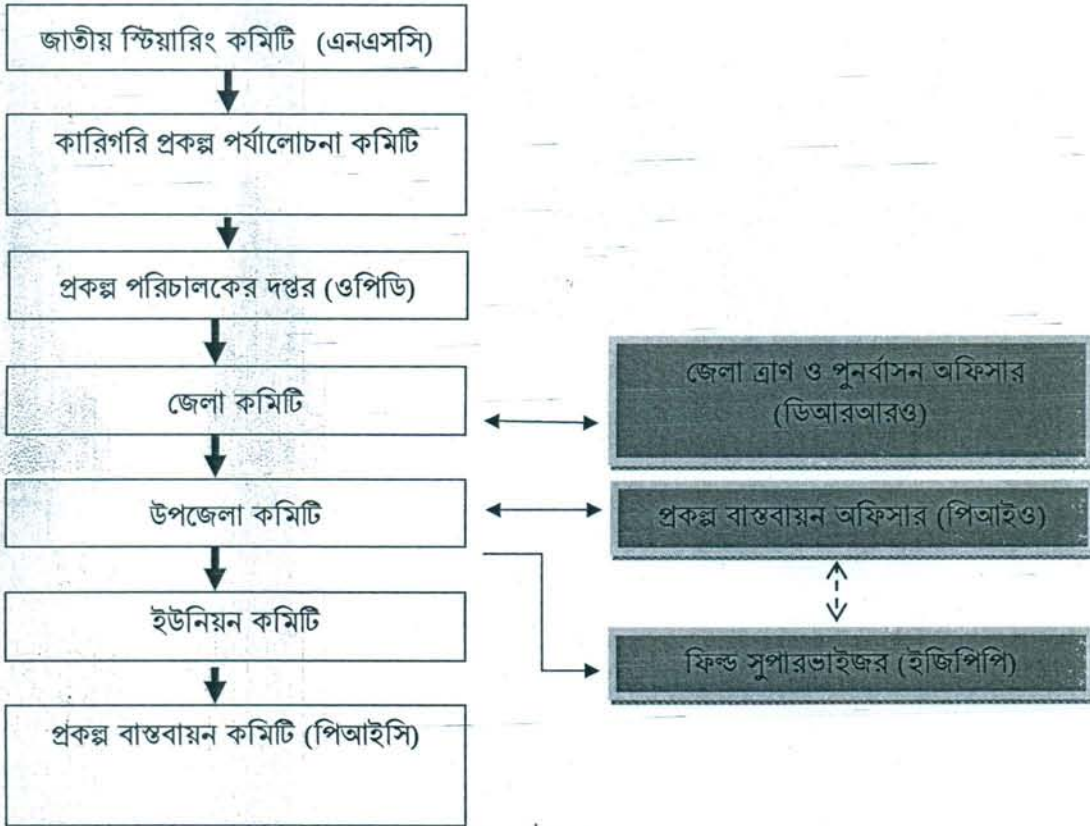 জাতীয় স্টিয়ারিং কমিটি (এনএসসি)
কারিগরি প্রকল্প পর্যালোচনা কমিটি
প্রকল্প পরিচালকের দপ্তর (ওপিডি)
জেলা কমিটি
জেলা ত্রাণ ও পুনর্বাসন অফিসার
(ডিআরআরও)
উপজেলা কমিটি
প্রকল্প বাস্তবায়ন অফিসার (পিআইও)
ইউনিয়ন কমিটি
ফিল্ড সুপারভাইজর (ইজিপিপি)
প্রকল্প বাস্তবায়ন কমিটি (পিআইসি)